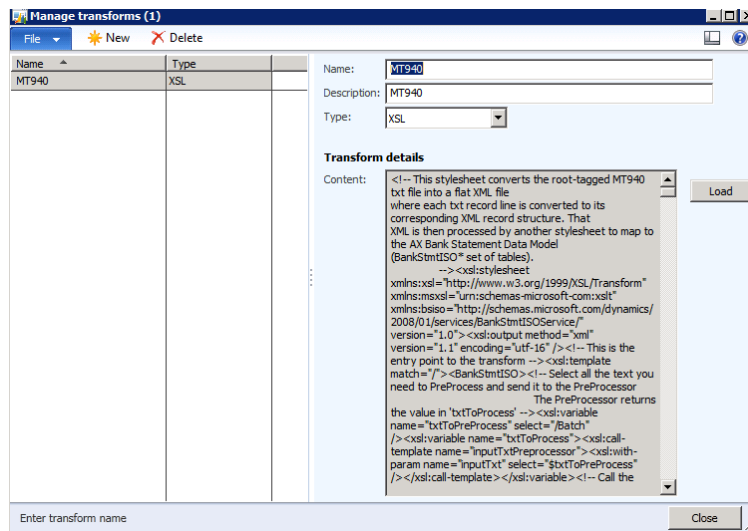 Manage transforms (1)
File New Delete
Name Type
MT940 XSL
Name: MT940
Description: MT940
Type: XSL
Transform details
Content:
<!-- This stylesheet converts the root-tagged MT940
txt file into a flat XML file
where each txt record line is converted to its
corresponding XML record structure. That
XML is then processed by another stylesheet to map to
the AX Bank Statement Data Model
(BankStmtISO* set of tables).
--><xsl:stylesheet
xmlns:xsl="http://www.w3.org/1999/XSL/Transform"
xmlns:msxsl="urn:schemas-microsoft-com:xslt"
xmlns:bsiso="http://schemas.microsoft.com/dynamics/
2008/01/services/BankStmtISOService/"
version="1.0"><xsl:output method="xml"
version="1.1" encoding="utf-16" /><!-- This is the
entry point to the transform --><xsl:template
match="/"><BankStmtISO><!-- Select all the text you
need to PreProcess and send it to the PreProcessor
The PreProcessor returns
the value in 'txtToProcess' --><xsl:variable
name="txtToPreProcess" select="/Batch"
/><xsl:variable name="txtToProcess"><xsl:call-
template name="inputTxtPreprocessor"><xsl:with-
param name="inputTxt" select="$txtToPreProcess"
/></xsl:call-template></xsl:variable><!-- Call the
Load
Enter transform name
Close